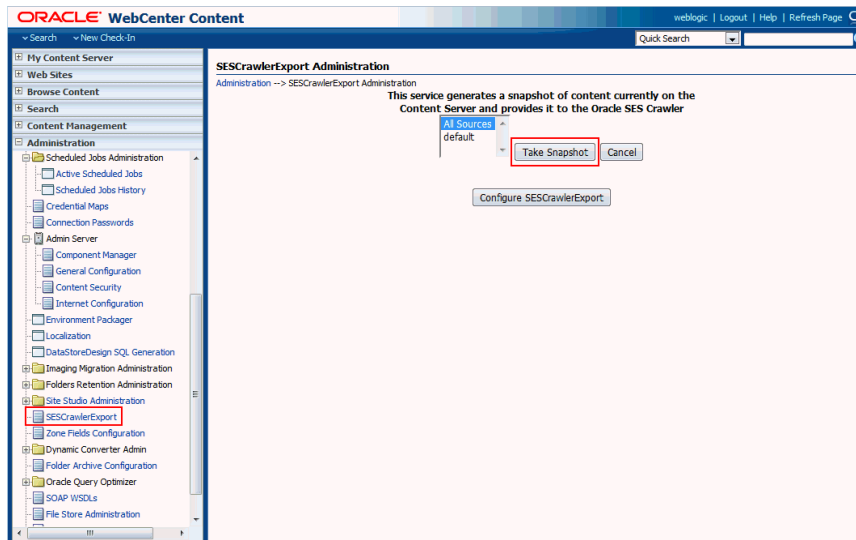 ORACLE WebCenter Content
weblogic | Logout | Help | Refresh Page
Search New Check-In
Quick Search
My Content Server
Web Sites
Browse Content
Search
Content Management
Administration
Scheduled Jobs Administration
Active Scheduled Jobs
Scheduled Jobs History
Credential Maps
Connection Passwords
Admin Server
Component Manager
General Configuration
Content Security
Internet Configuration
Environment Packager
Localization
DataStoreDesign SQL Generation
Imaging Migration Administration
Folders Retention Administration
Site Studio Administration
SESCrawlerExport
Zone Fields Configuration
Dynamic Converter Admin
Folder Archive Configuration
Oracle Query Optimizer
SOAP WSDLs
File Store Administration
SESCrawlerExport Administration
Administration --> SESCrawlerExport Administration
This service generates a snapshot of content currently on the
Content Server and provides it to the Oracle SES Crawler
All Sources
default
Take Snapshot Cancel
Configure SESCrawlerExport